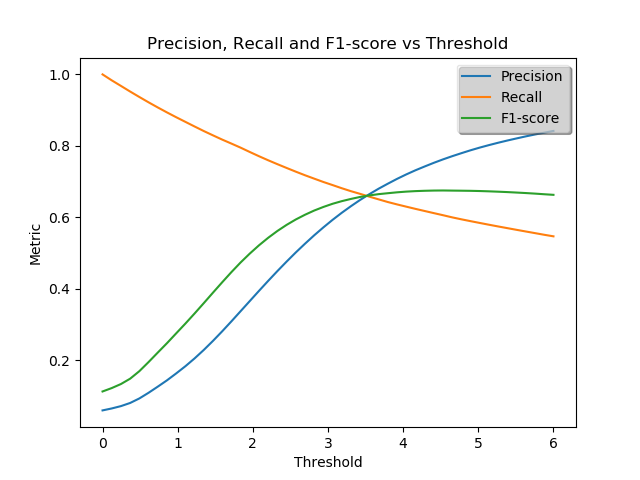 Precision, Recall and F1-score vs Threshold
Precision
Recall
F1-score
Metric
1.0
0.8
0.6
0.4
0.2
0 1 2 3 4 5 6
Threshold